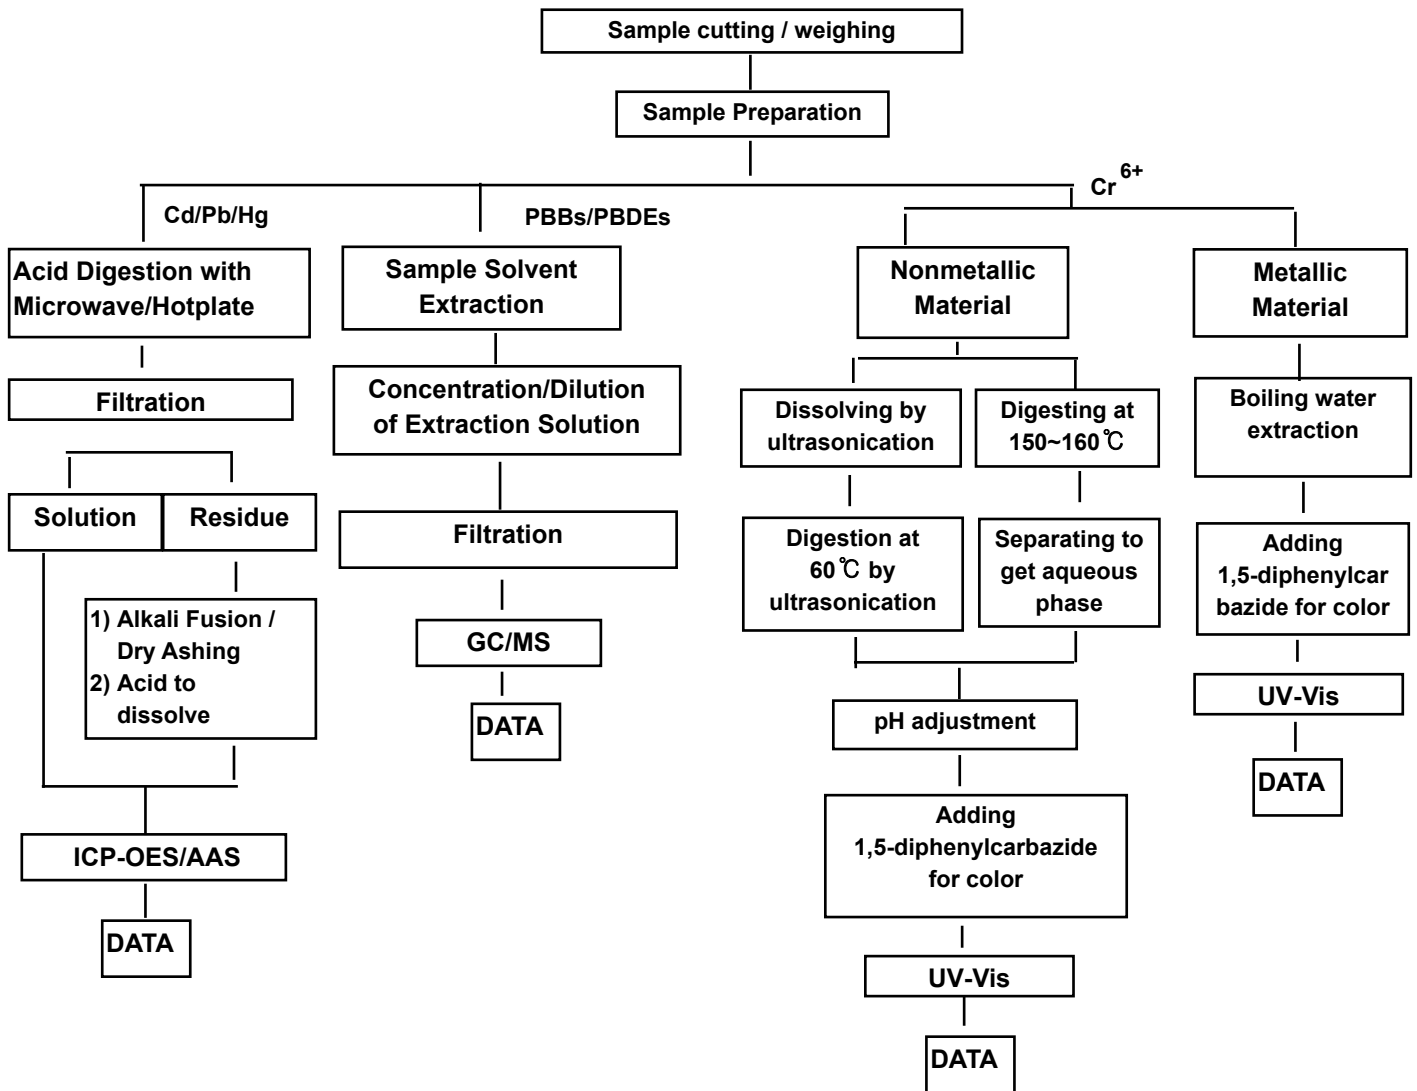 Sample cutting / weighing
Sample Preparation
Cr 6+
Cd/Pb/Hg
PBBs/PBDEs
Acid Digestion with
Microwave/Hotplate
Filtration
Solution
Residue
1) Alkali Fusion /
Dry Ashing
2) Acid to
dissolve
ICP-OES/AAS
DATA
Sample Solvent
Extraction
Concentration/Dilution
of Extraction Solution
Filtration
GC/MS
DATA
Nonmetallic
Material
Dissolving by
ultrasonication
Digestion at
60℃ by
ultrasonication
Digesting at
150~160℃
Separating to
get aqueous
phase
pH adjustment
Adding
1,5-diphenylcarbazide
for color
UV-Vis
DATA
Metallic
Material
Boiling water
extraction
Adding
1,5-diphenylcar
bazide for color
UV-Vis
DATA